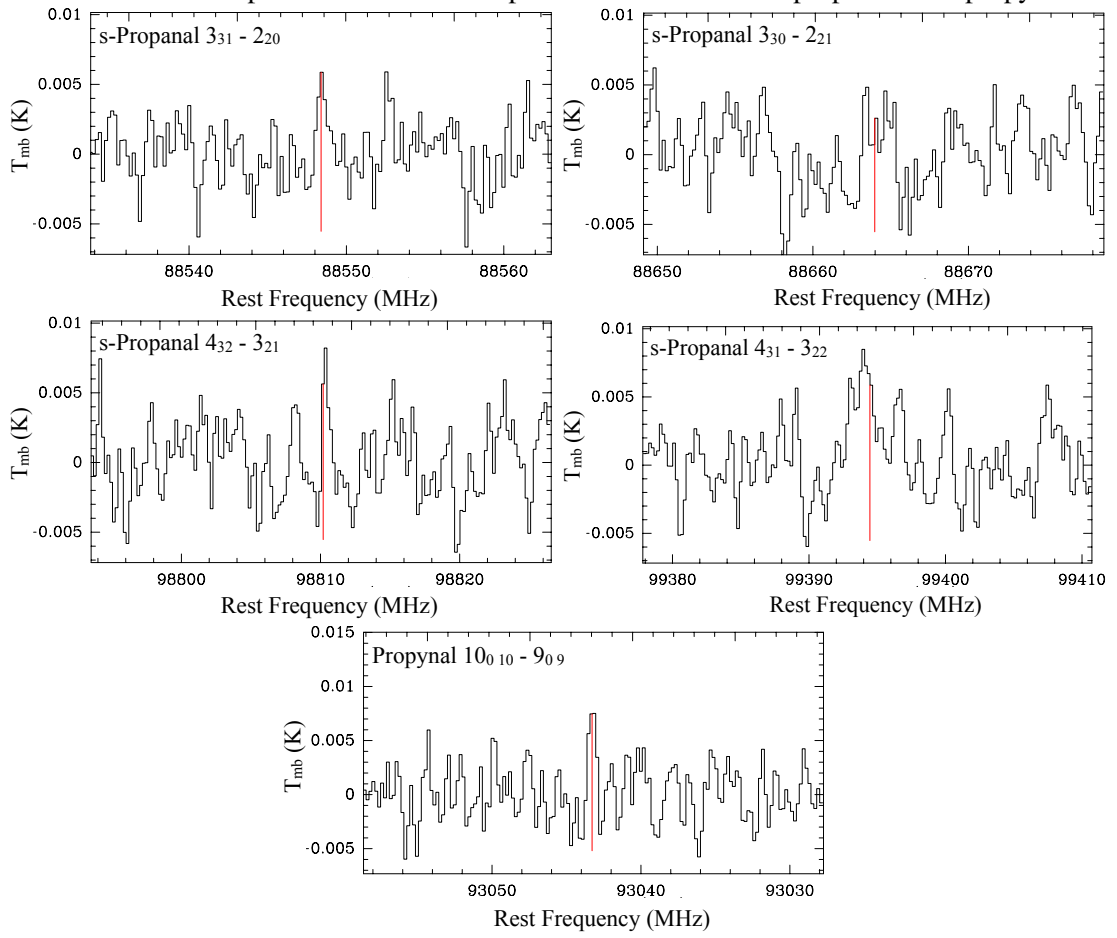 s-Propanal 3₃₁ - 2₂₀
T_mb (K)
0.01
0.005
0
-0.005
88540 88550 88560
Rest Frequency (MHz)
s-Propanal 3₃₀ - 2₂₁
T_mb (K)
0.01
0.005
0
-0.005
88650 88660 88670
Rest Frequency (MHz)
s-Propanal 4₃₂ - 3₂₁
T_mb (K)
0.01
0.005
0
-0.005
98800 98810 98820
Rest Frequency (MHz)
s-Propanal 4₃₁ - 3₂₂
T_mb (K)
0.01
0.005
0
-0.005
99380 99390 99400 99410
Rest Frequency (MHz)
Propynal 10₀ ₁₀ - 9₀ ₉
T_mb (K)
0.015
0.01
0.005
0
-0.005
93050 93040 93030
Rest Frequency (MHz)